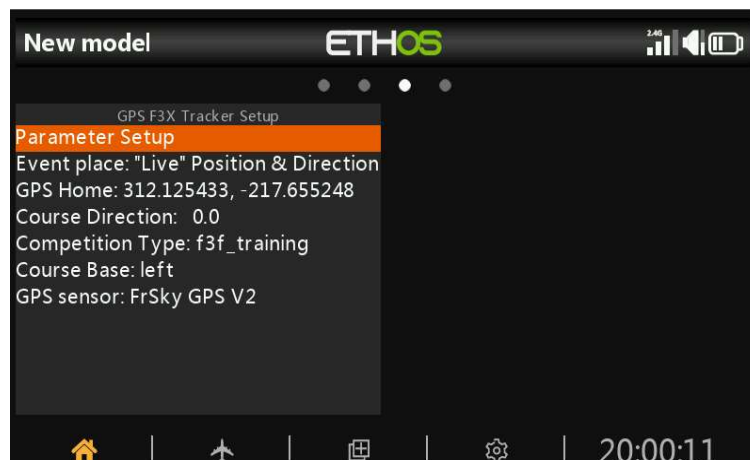 New model
ETHOS
2.4G
GPS F3X Tracker Setup
Parameter Setup
Event place: "Live" Position & Direction
GPS Home: 312.125433, -217.655248
Course Direction: 0.0
Competition Type: f3f_training
Course Base: left
GPS sensor: FrSky GPS V2
20:00:11